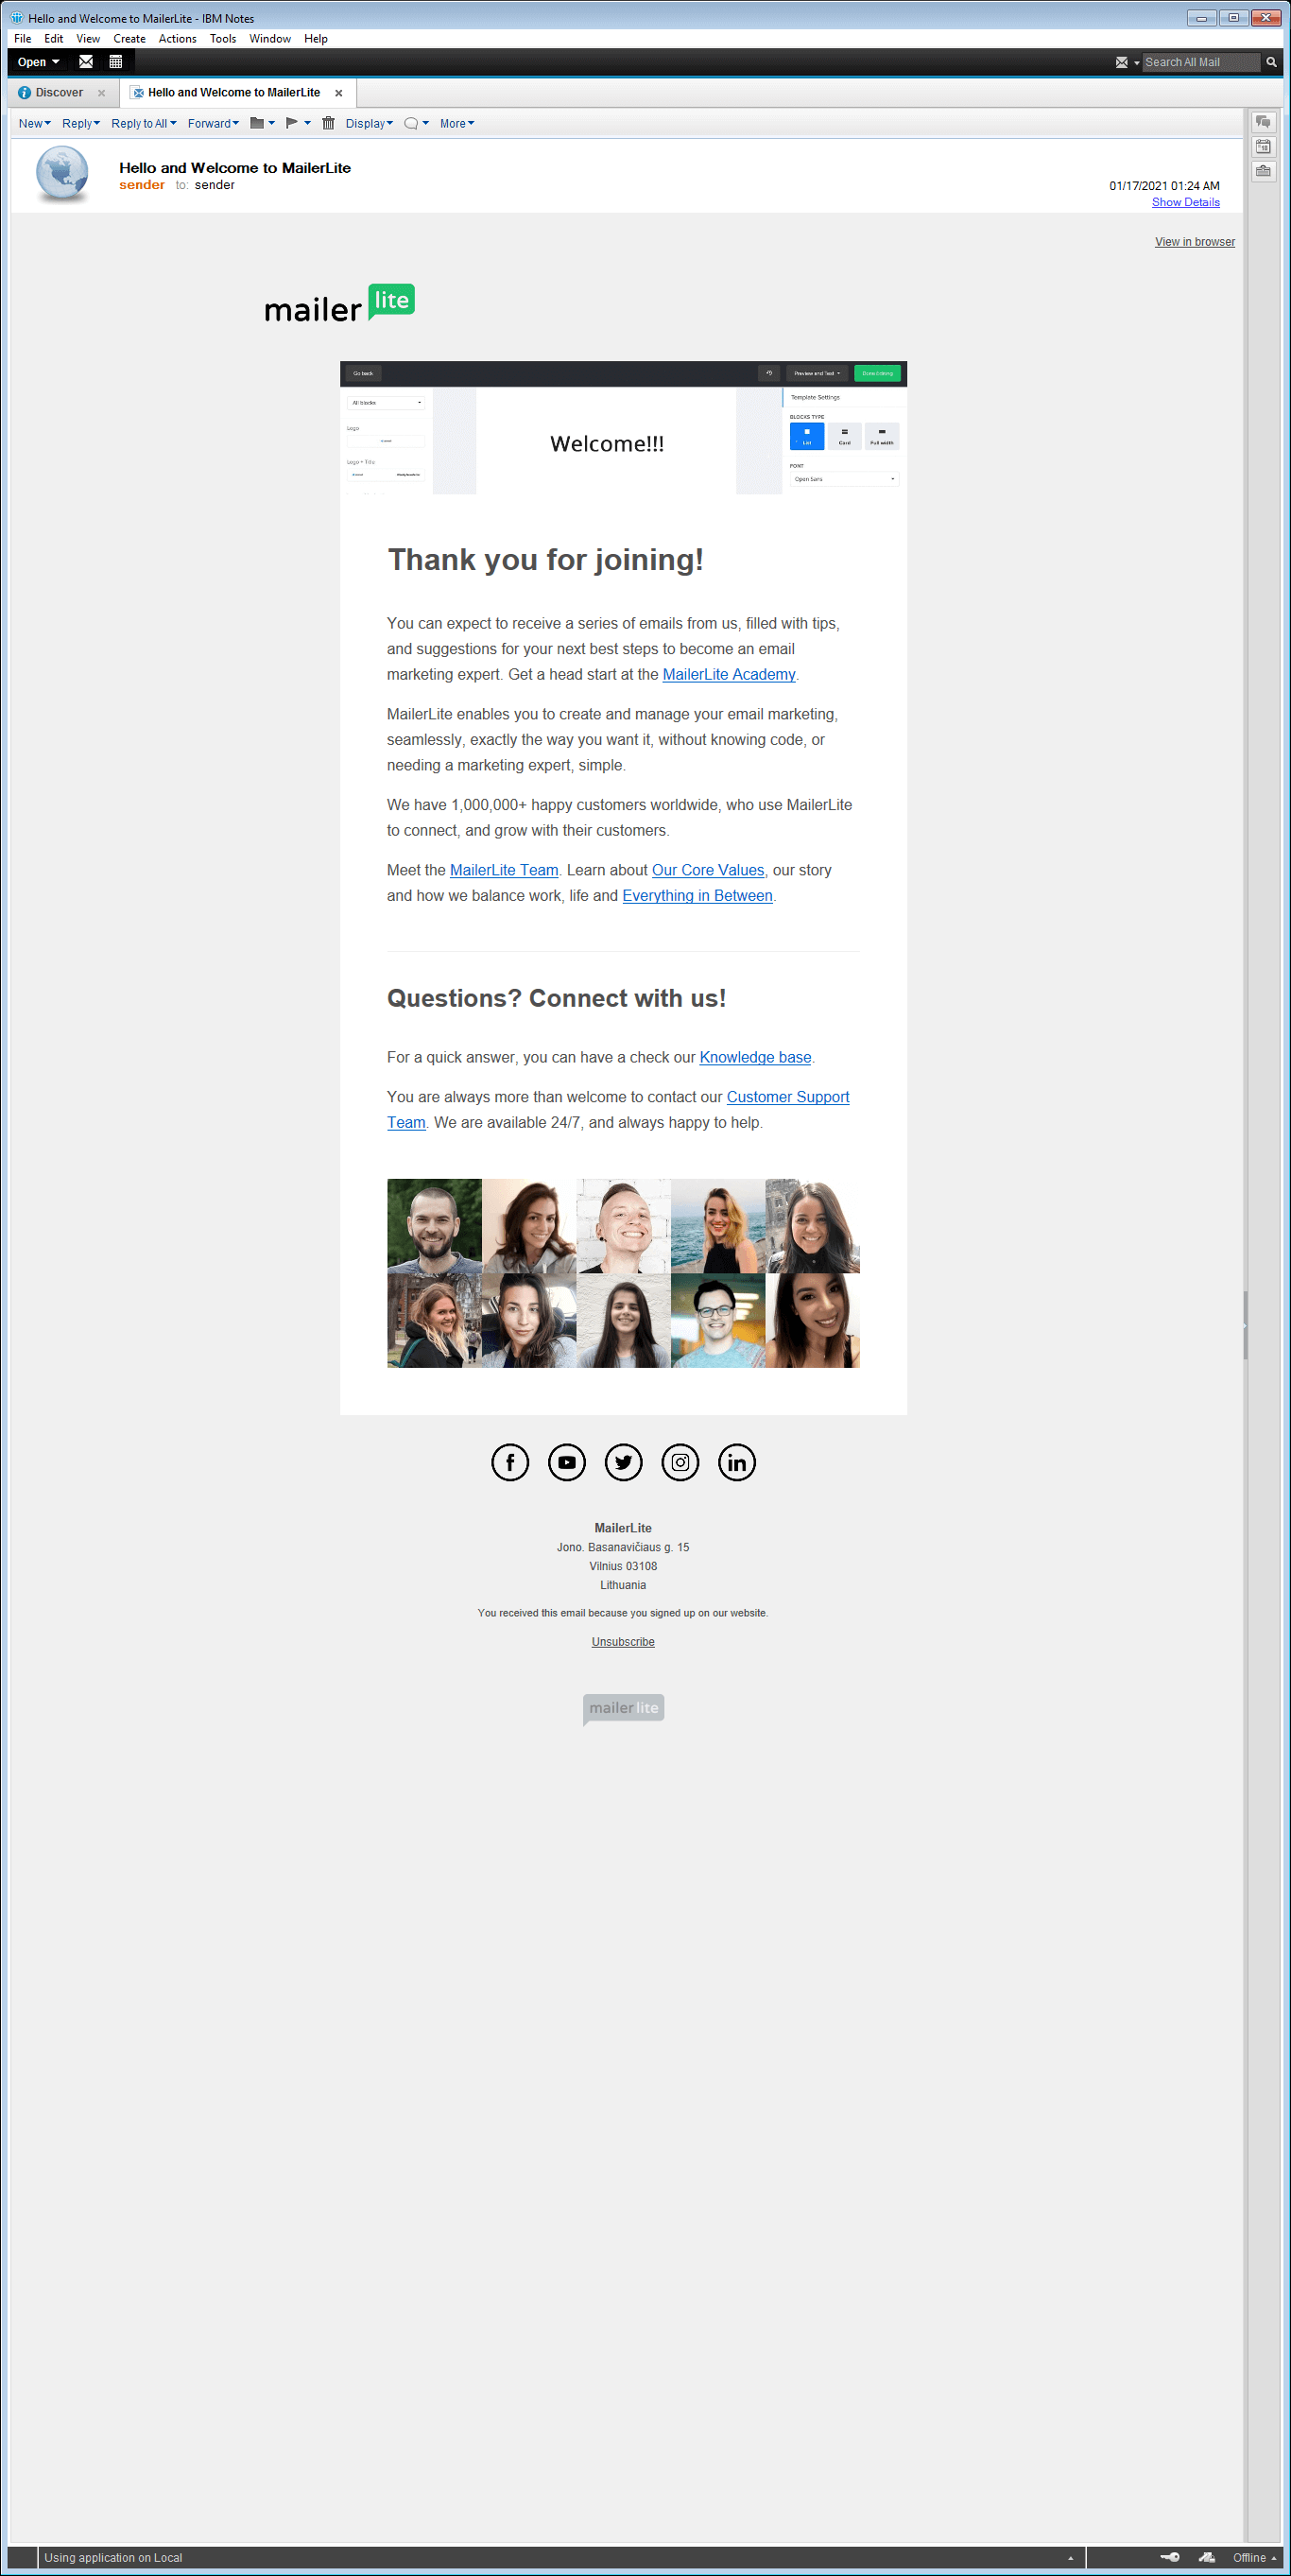 Hello and Welcome to MailerLite - IBM Notes
File Edit View Create Actions Tools Window Help
Open
Search All Mail
Discover
Hello and Welcome to MailerLite
New Reply Reply to All Forward Display More
Hello and Welcome to MailerLite
sender to: sender
01/17/2021 01:24 AM
Show Details
View in browser
mailer lite
Go back
Preview and Test
Done Editing
All blocks
Template Settings
Logo
BLOCKS TYPE
Welcome!!!
List Card Full width
Logo + Title
FONT
Open Sans
Thank you for joining!
You can expect to receive a series of emails from us, filled with tips,
and suggestions for your next best steps to become an email
marketing expert. Get a head start at the MailerLite Academy.
MailerLite enables you to create and manage your email marketing,
seamlessly, exactly the way you want it, without knowing code, or
needing a marketing expert, simple.
We have 1,000,000+ happy customers worldwide, who use MailerLite
to connect, and grow with their customers.
Meet the MailerLite Team. Learn about Our Core Values, our story
and how we balance work, life and Everything in Between.
Questions? Connect with us!
For a quick answer, you can have a check our Knowledge base.
You are always more than welcome to contact our Customer Support
Team. We are available 24/7, and always happy to help.
MailerLite
Jono. Basanavičiaus g. 15
Vilnius 03108
Lithuania
You received this email because you signed up on our website.
Unsubscribe
mailer lite
Using application on Local
Offline